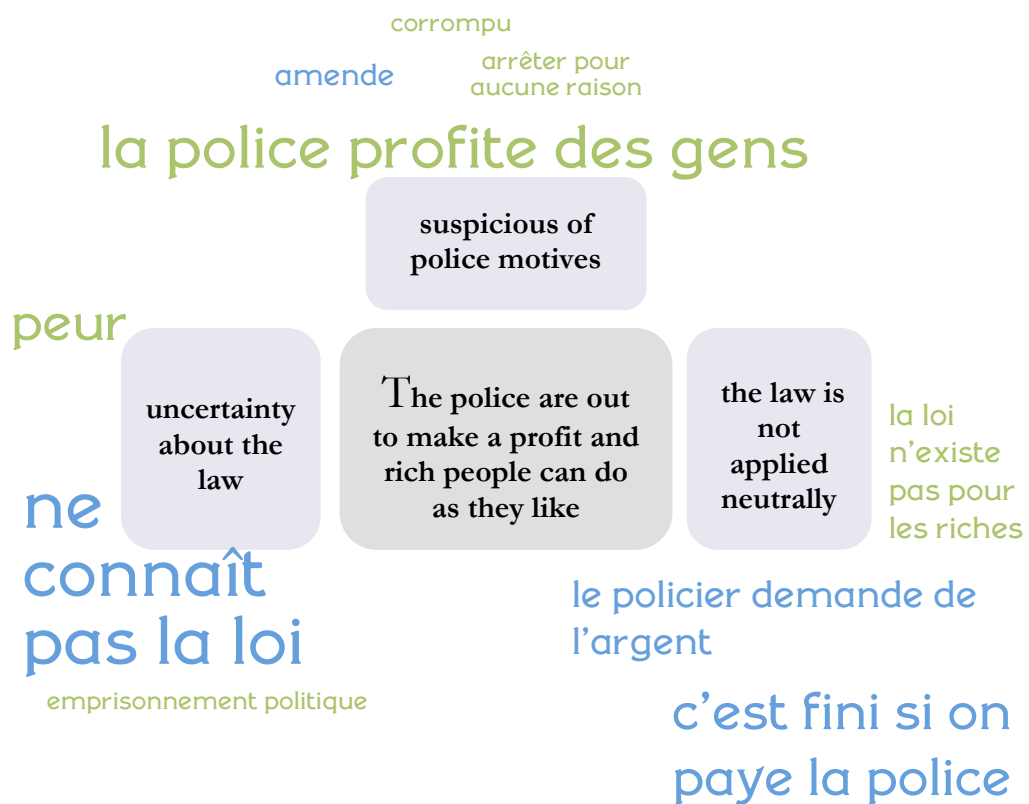 corrompu
amende
arrêter pour
aucune raison
la police profite des gens
suspicious of
police motives
peur
uncertainty
about the
law
The police are out
to make a profit and
rich people can do
as they like
the law is
not
applied
neutrally
la loi
n’existe
pas pour
les riches
ne
connaît
pas la loi
emprisonnement politique
le policier demande de
l’argent
c’est fini si on
paye la police